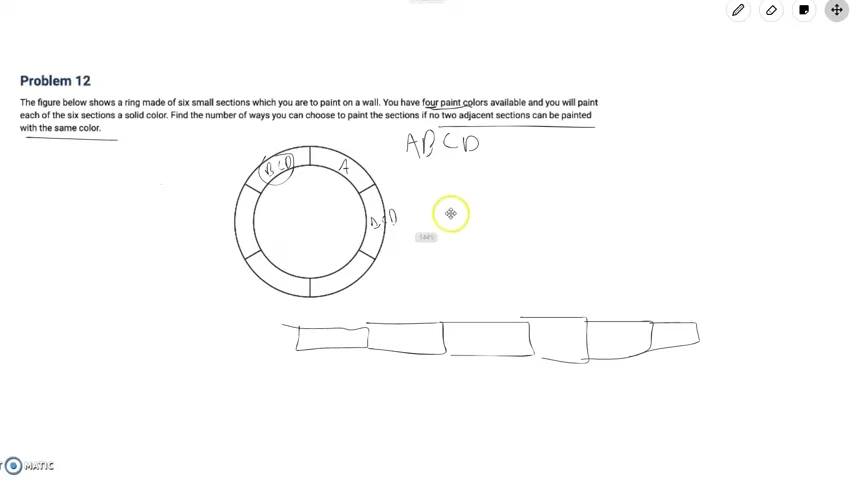 Problem 12
The figure below shows a ring made of six small sections which you are to paint on a wall. You have four paint colors available and you will paint
each of the six sections a solid color. Find the number of ways you can choose to paint the sections if no two adjacent sections can be painted
with the same color.
A B C D
B C D
A
B C D
MATIC